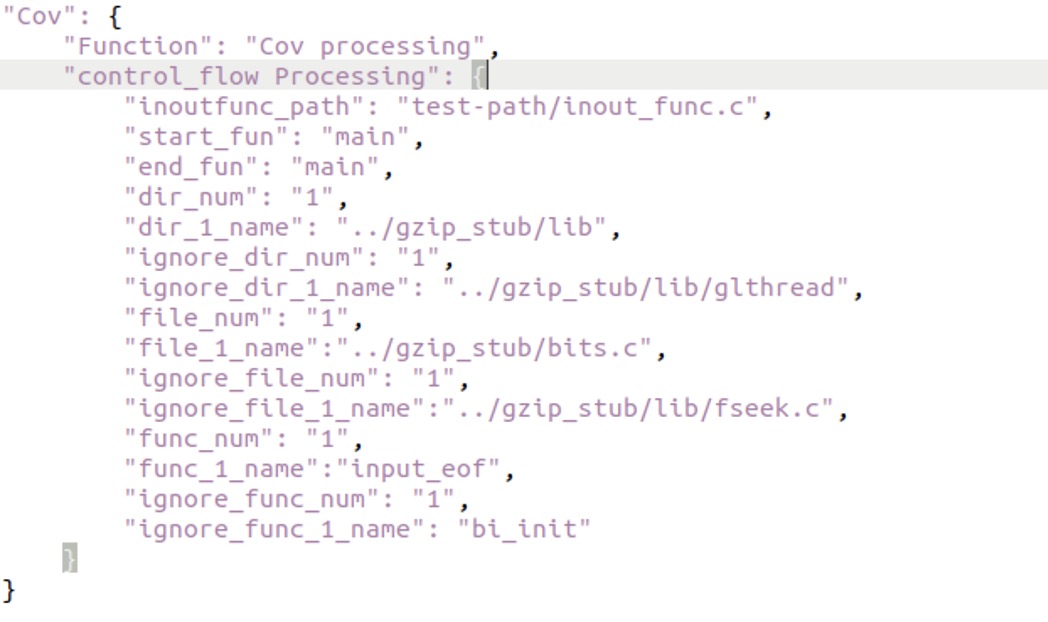 "Cov": {
    "Function": "Cov processing",
    "control_flow Processing": {
        "inoutfunc_path": "test-path/inout_func.c",
        "start_fun": "main",
        "end_fun": "main",
        "dir_num": "1",
        "dir_1_name": "../gzip_stub/lib",
        "ignore_dir_num": "1",
        "ignore_dir_1_name": "../gzip_stub/lib/glthread",
        "file_num": "1",
        "file_1_name":"../gzip_stub/bits.c",
        "ignore_file_num": "1",
        "ignore_file_1_name":"../gzip_stub/lib/fseek.c",
        "func_num": "1",
        "func_1_name":"input_eof",
        "ignore_func_num": "1",
        "ignore_func_1_name": "bi_init"
    }
}